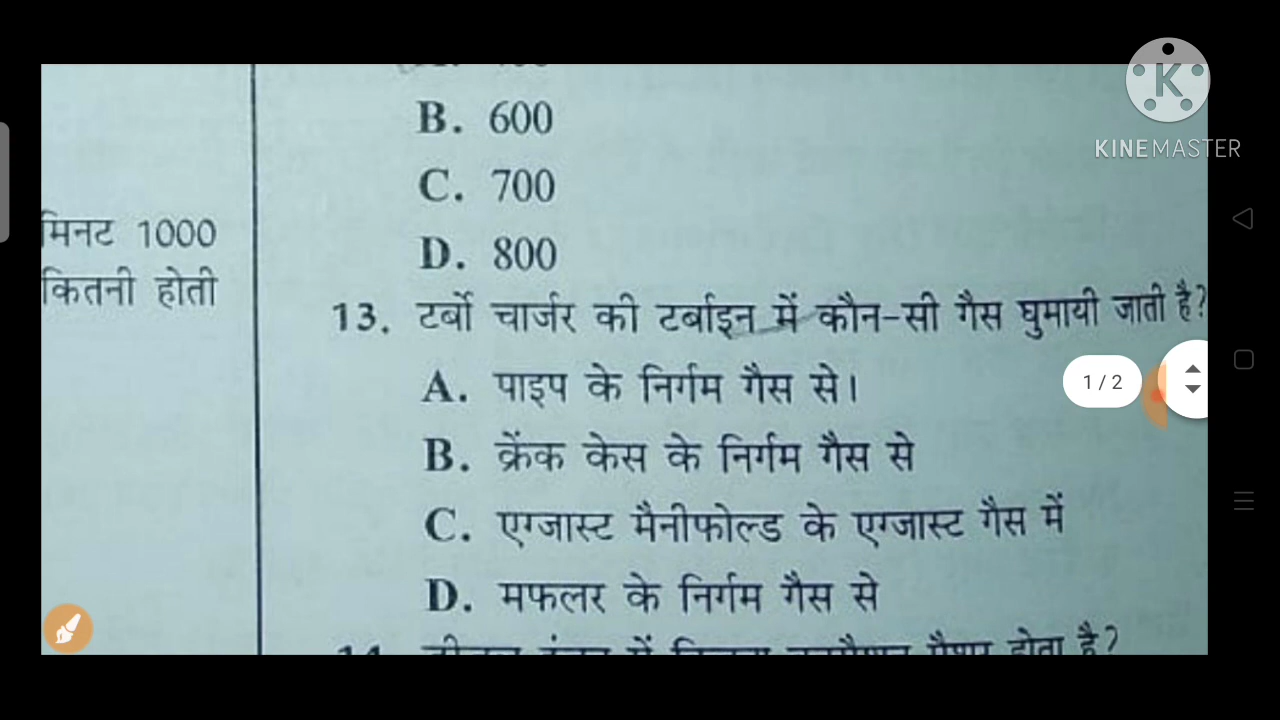 B. 600
C. 700
D. 800
मिनट 1000
कितनी होती
13. टर्बो चार्जर की टर्बाइन में कौन-सी गैस घुमायी जाती है?
A. पाइप के निर्गम गैस से।
B. क्रेंक केस के निर्गम गैस से
C. एग्जास्ट मैनीफोल्ड के एग्जास्ट गैस में
D. मफलर के निर्गम गैस से
होता है?
KINEMASTER
1 / 2